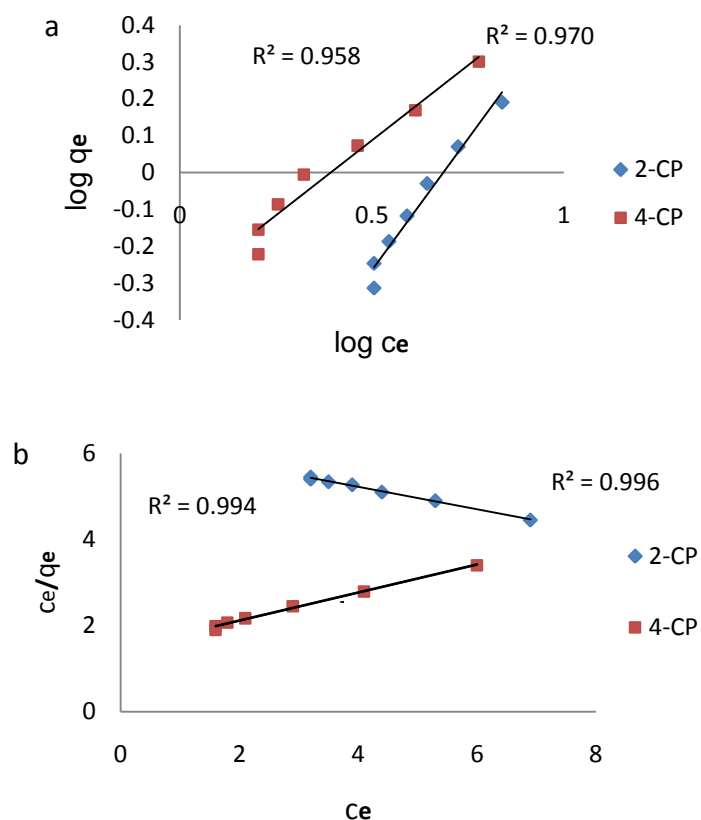 a
R² = 0.958
R² = 0.970
0.4
0.3
0.2
0.1
0
-0.1
-0.2
-0.3
-0.4
0
0.5
1
log qe
log ce
2-CP
4-CP
b
R² = 0.994
R² = 0.996
6
4
2
0
0
2
4
6
8
ce/qe
ce
2-CP
4-CP